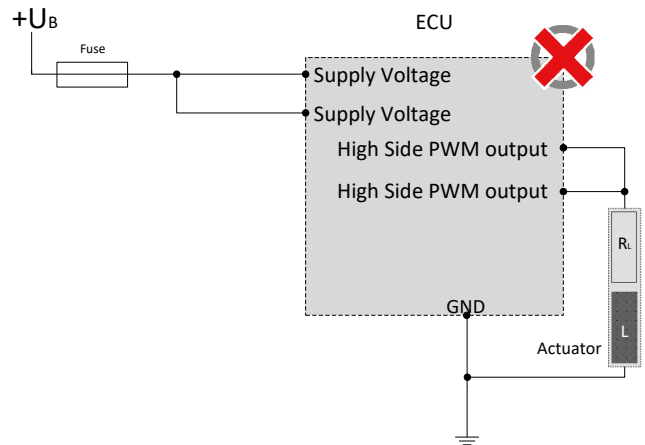 +UB
ECU
Fuse
Supply Voltage
Supply Voltage
High Side PWM output
High Side PWM output
RL
GND
L
Actuator